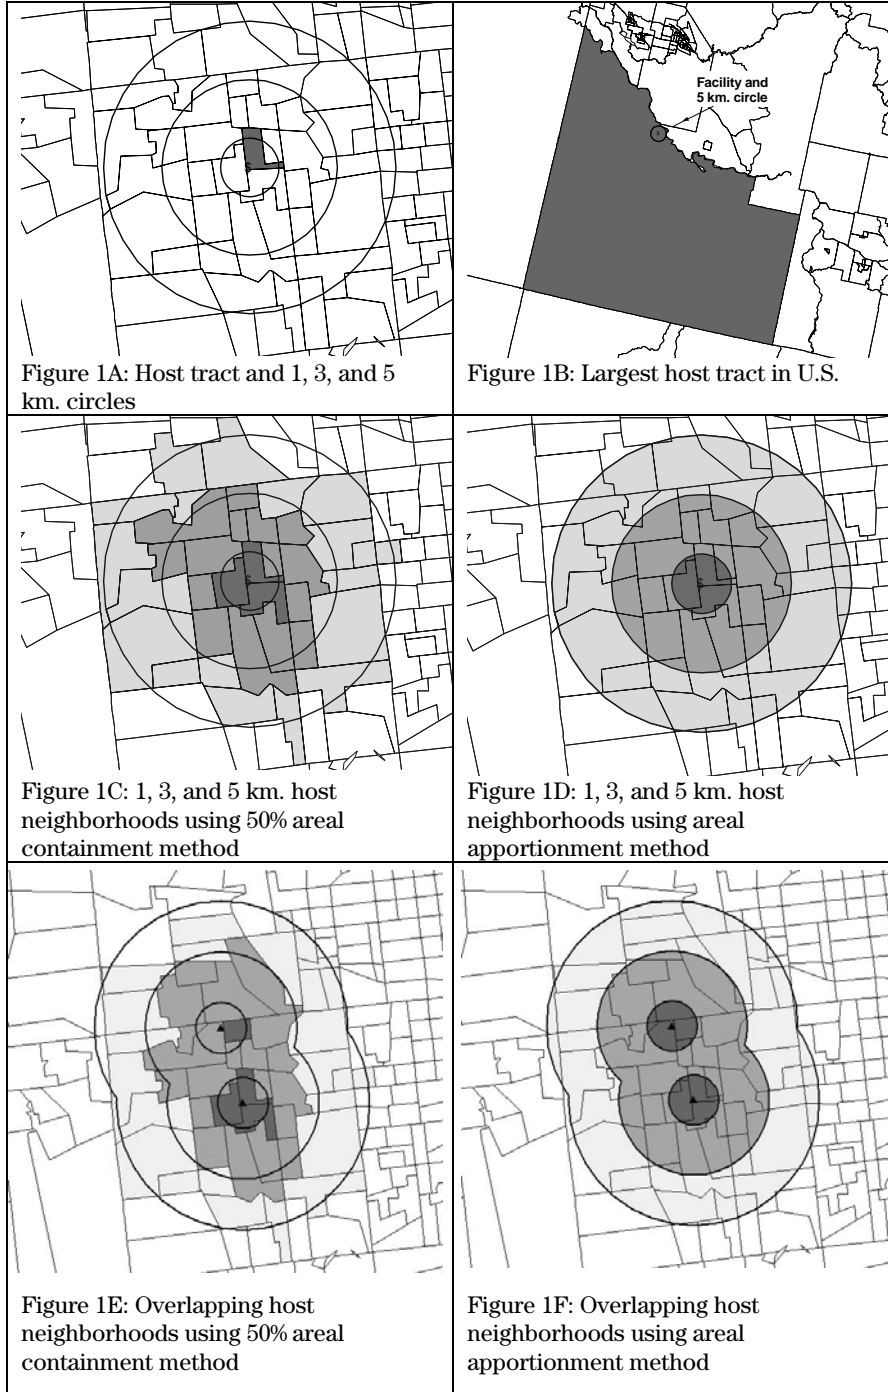 Facility and
5 km. circle
Figure 1A: Host tract and 1, 3, and 5
km. circles
Figure 1B: Largest host tract in U.S.
Figure 1C: 1, 3, and 5 km. host
neighborhoods using 50% areal
containment method
Figure 1D: 1, 3, and 5 km. host
neighborhoods using areal
apportionment method
Figure 1E: Overlapping host
neighborhoods using 50% areal
containment method
Figure 1F: Overlapping host
neighborhoods using areal
apportionment method